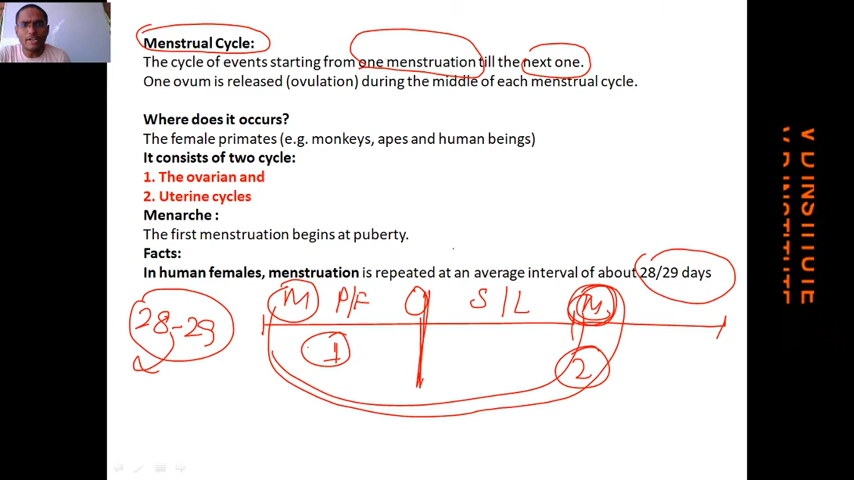 Menstrual Cycle:
The cycle of events starting from one menstruation till the next one.
One ovum is released (ovulation) during the middle of each menstrual cycle.
Where does it occurs?
The female primates (e.g. monkeys, apes and human beings)
It consists of two cycle:
1. The ovarian and
2. Uterine cycles
Menarche :
The first menstruation begins at puberty.
Facts:
In human females, menstruation is repeated at an average interval of about 28/29 days
M P/F O S/L M
28-29
1
2
V D INSTITUTE